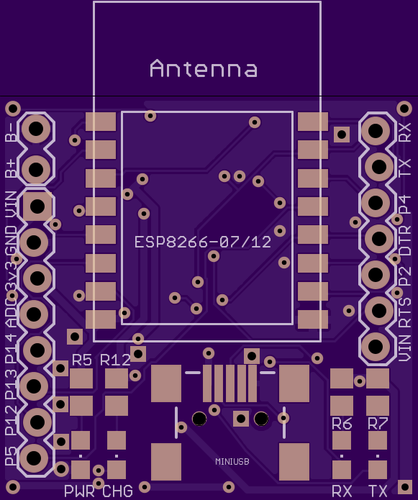 Antenna
B-
B+
VIN
GND
3v3
ADC
P14
P13
P12
P5
RX
TX
P4
DTR
P2
RTS
VIN
ESP8266-07/12
R5 R12
R6 R7
MINIUSB
PWR CHG
RX TX